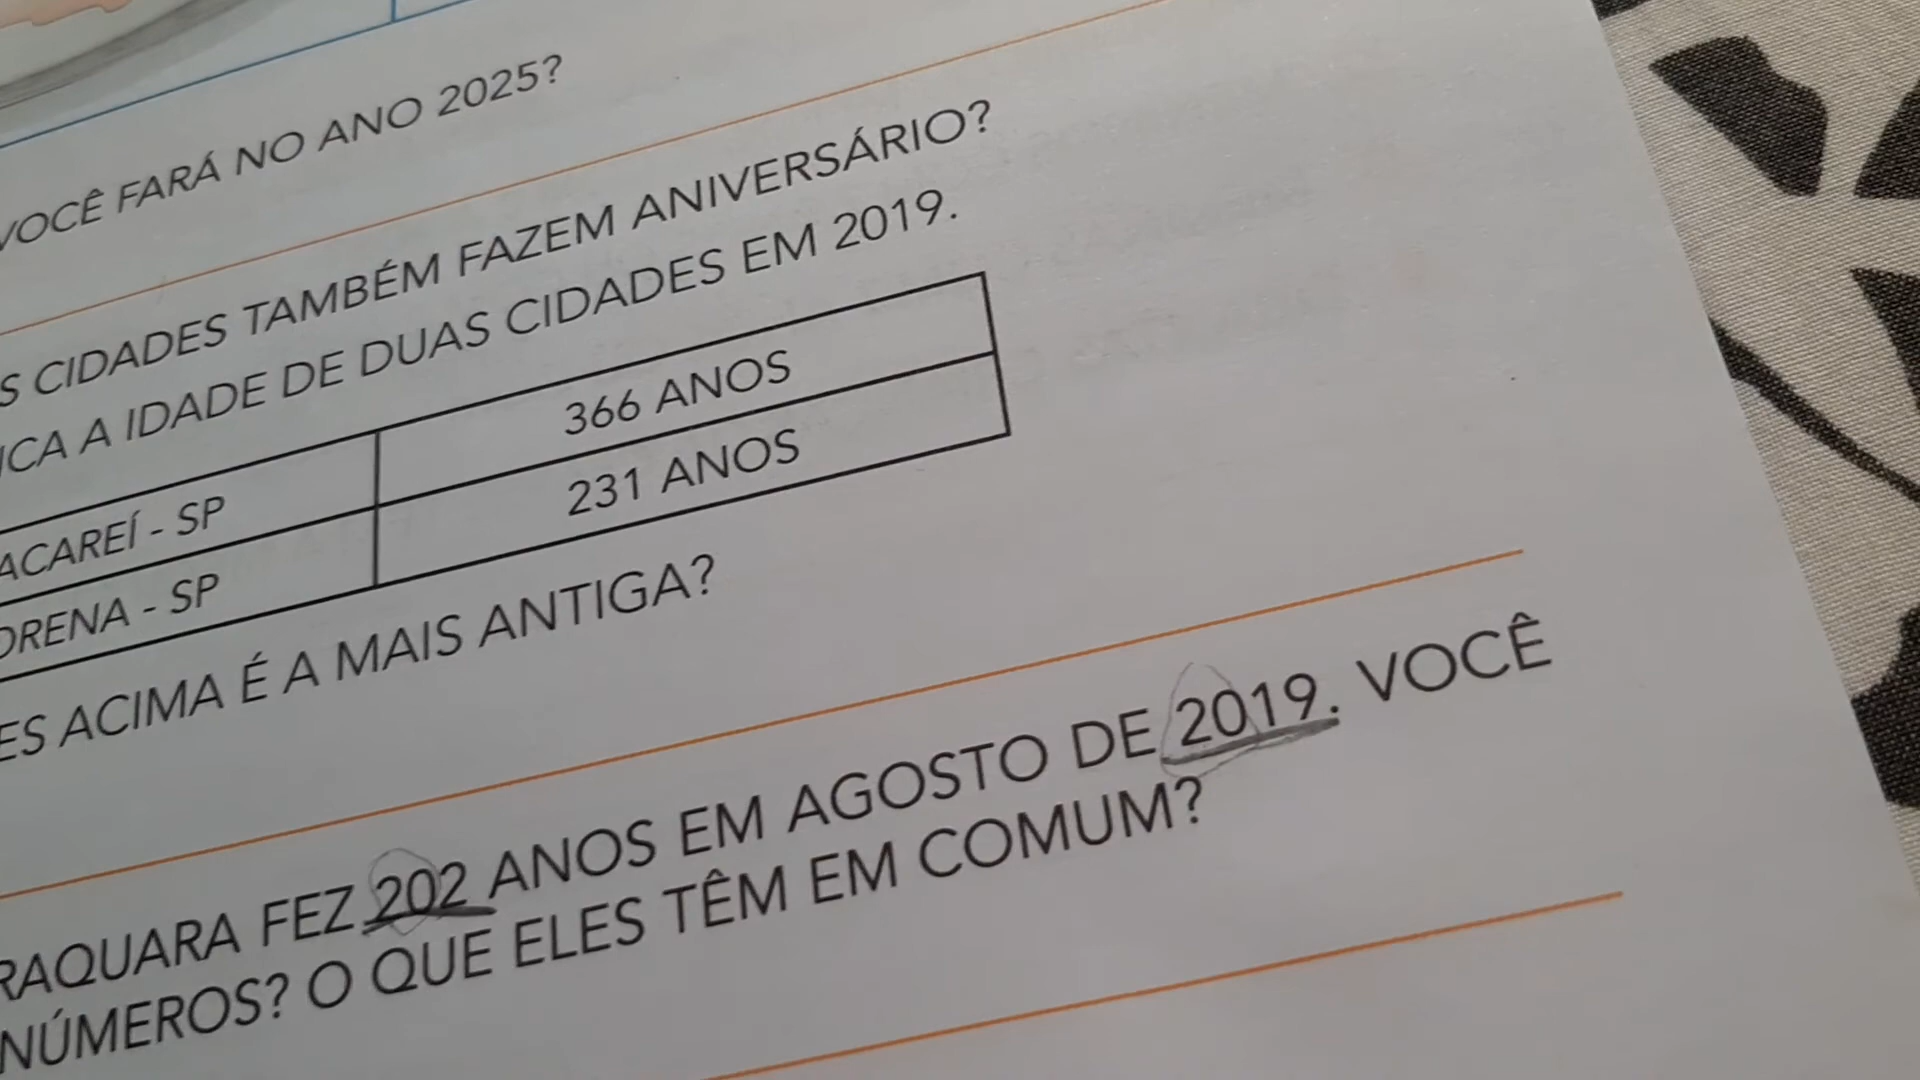 VOCÊ FARÁ NO ANO 2025?
S CIDADES TAMBÉM FAZEM ANIVERSÁRIO?
ICA A IDADE DE DUAS CIDADES EM 2019.
ACAREÍ - SP 366 ANOS
ORENA - SP 231 ANOS
ES ACIMA É A MAIS ANTIGA?
RAQUARA FEZ 202 ANOS EM AGOSTO DE 2019. VOCÊ
NÚMEROS? O QUE ELES TÊM EM COMUM?